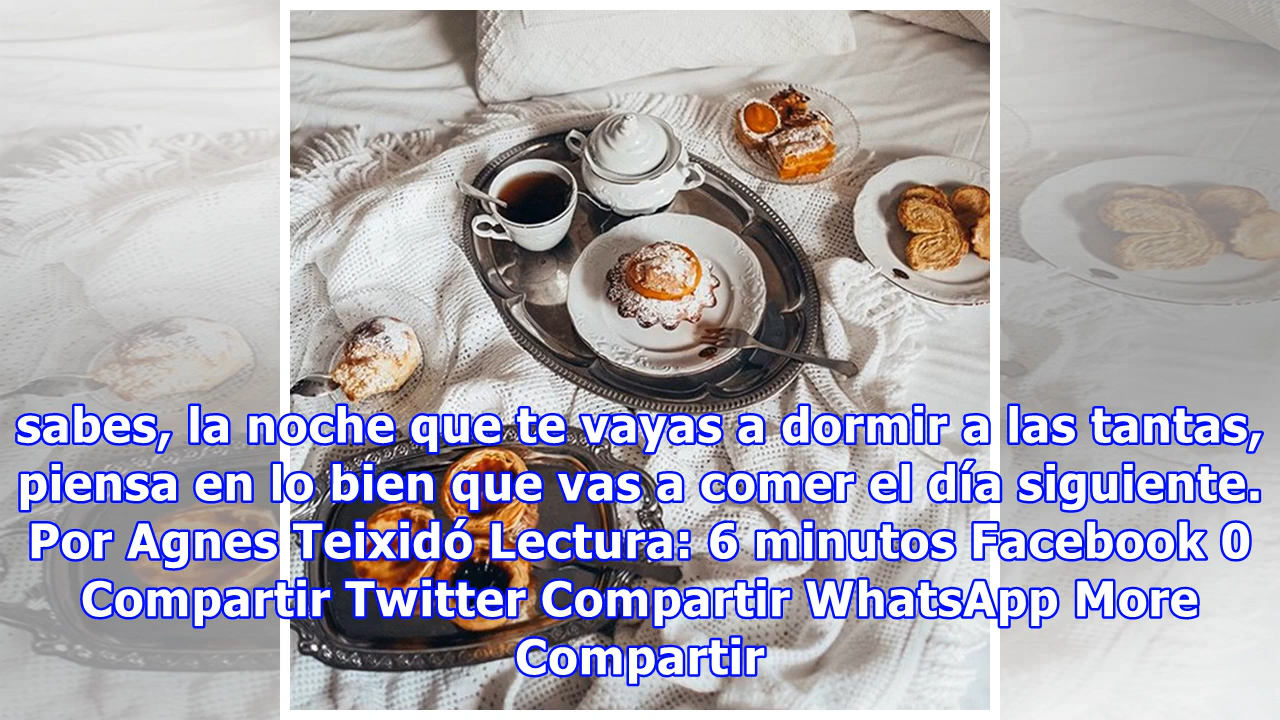 sabes, la noche que te vayas a dormir a las tantas,
piensa en lo bien que vas a comer el día siguiente.
Por Agnes Teixidó Lectura: 6 minutos Facebook 0
Compartir Twitter Compartir WhatsApp More
Compartir